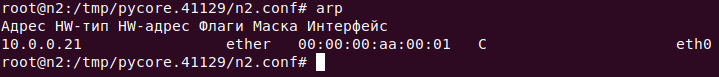 root@n2:/tmp/pycore.41129/n2.conf# arp
Адрес HW-тип HW-адрес Флаги Маска Интерфейс
10.0.0.21 ether 00:00:00:aa:00:01 C eth0
root@n2:/tmp/pycore.41129/n2.conf#